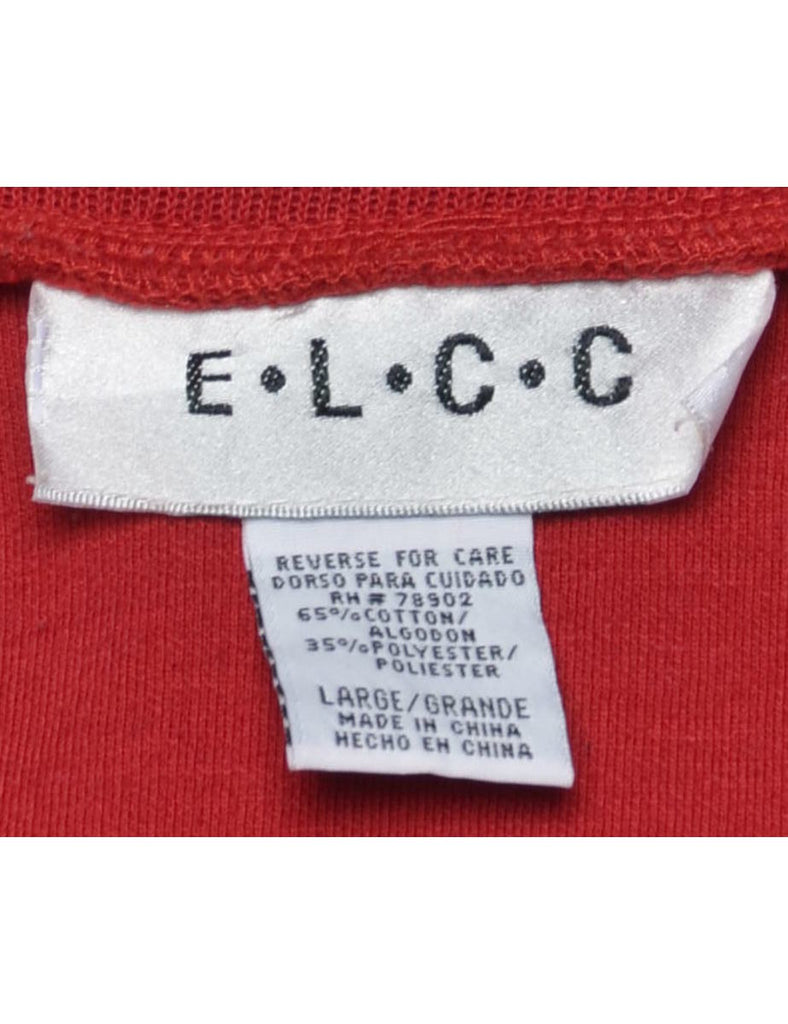 E•L•C•C
REVERSE FOR CARE
DORSO PARA CUIDADO
RN # 78902
65% COTTON/
ALGODON
35% POLYESTER/
POLIESTER
LARGE/GRANDE
MADE IN CHINA
HECHO EN CHINA